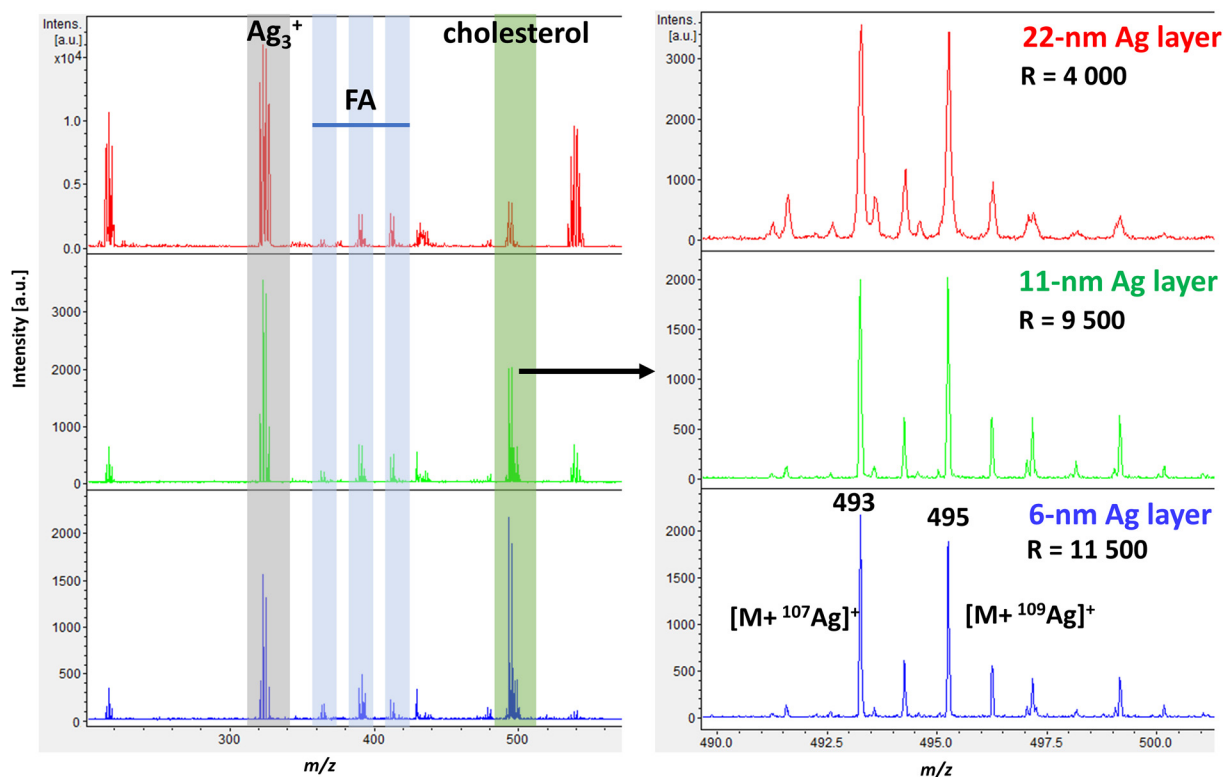 Intens.
[a.u.]
x10⁴
Ag₃⁺
cholesterol
FA
1.0
0.5
0.0
3000
2000
1000
0
2000
1500
1000
500
0
300
400
500
m/z
Intensity [a.u.]
Intens.
[a.u.]
22-nm Ag layer
R = 4 000
3000
2000
1000
0
11-nm Ag layer
R = 9 500
2000
1500
1000
500
0
493
495
6-nm Ag layer
R = 11 500
[M+ ¹⁰⁷Ag]⁺
[M+ ¹⁰⁹Ag]⁺
2000
1500
1000
500
0
490.0
492.5
495.0
497.5
500.0
m/z